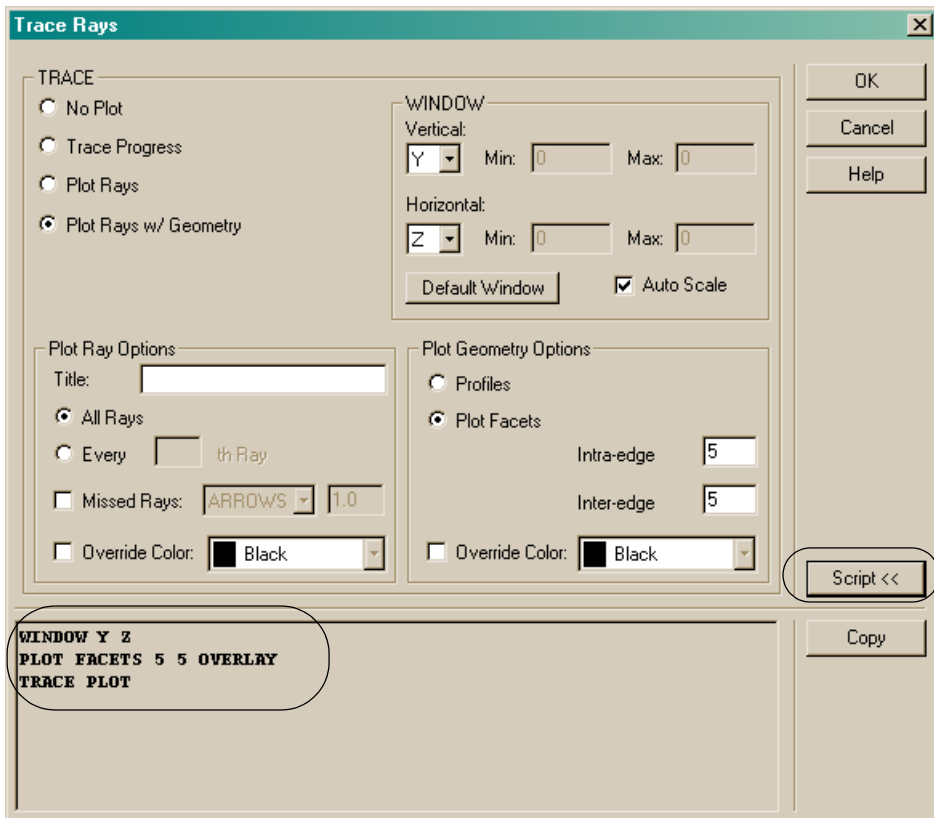 Trace Rays
TRACE
No Plot
Trace Progress
Plot Rays
Plot Rays w/ Geometry
WINDOW
Vertical:
Y Min: 0 Max: 0
Horizontal:
Z Min: 0 Max: 0
Default Window Auto Scale
Plot Ray Options
Title:
All Rays
Every th Ray
Missed Rays: ARROWS 1.0
Override Color: Black
Plot Geometry Options
Profiles
Plot Facets
Intra-edge 5
Inter-edge 5
Override Color: Black
OK
Cancel
Help
Script <<
WINDOW Y Z
PLOT FACETS 5 5 OVERLAY
TRACE PLOT
Copy